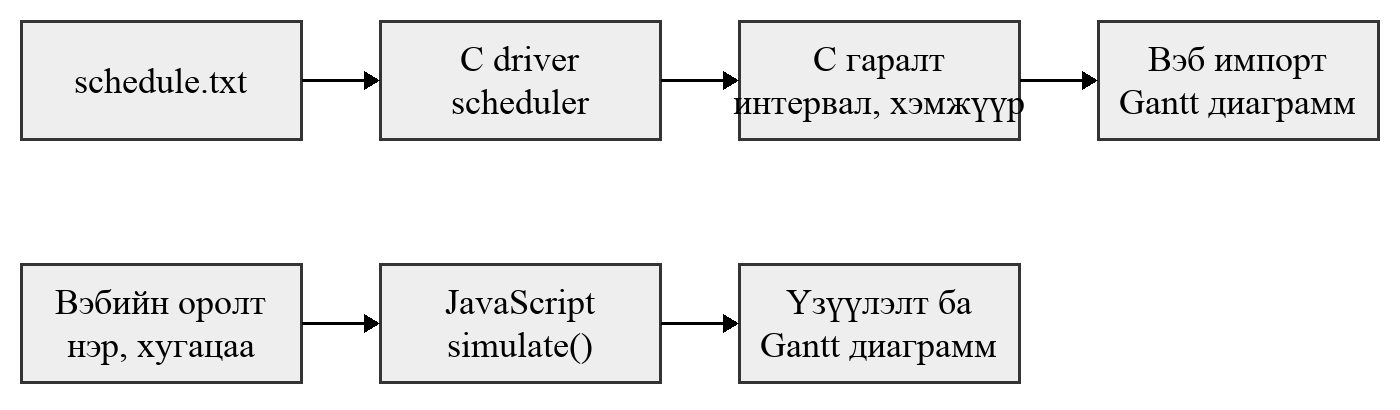 schedule.txt
C driver
scheduler
C гаралт
интервал, хэмжүүр
Вэб импорт
Gantt диаграмм
Вэбийн оролт
нэр, хугацаа
JavaScript
simulate()
Үзүүлэлт ба
Gantt диаграмм